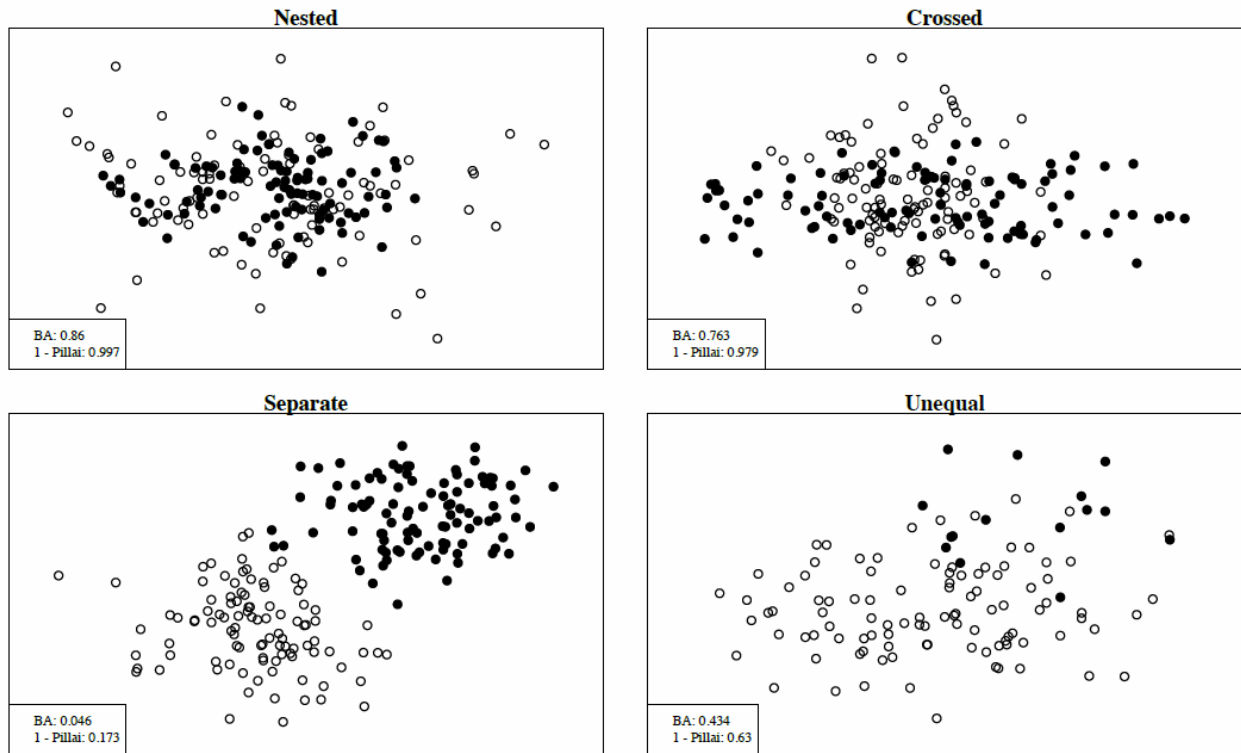 Nested
BA: 0.86
1 - Pillai: 0.997
Crossed
BA: 0.763
1 - Pillai: 0.979
Separate
BA: 0.046
1 - Pillai: 0.173
Unequal
BA: 0.434
1 - Pillai: 0.63